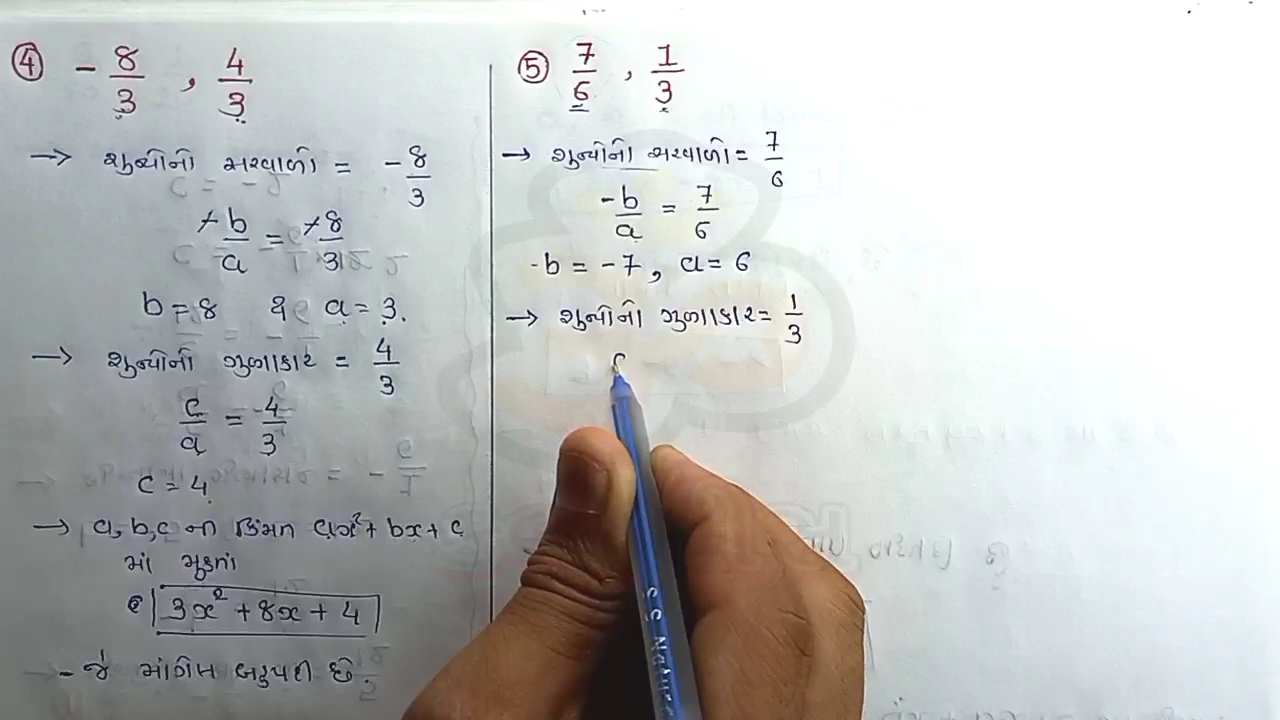 ④ - 8/3 , 4/3
→ શૂન્યોનો સરવાળો = - 8/3
-b/a = -8/3
b = 8 થ a = 3.
→ શૂન્યોનો ગુણાકાર = 4/3
c/a = 4/3
c = 4
→ a, b, c ની કિંમત ax² + bx + c
માં મૂકતાં
3x² + 8x + 4
- જે માંગેલ બહુપદી છે.
⑤ 7/6 , 1/3
→ શૂન્યોનો સરવાળો = 7/6
-b/a = 7/6
-b = -7, a = 6
→ શૂન્યોનો ગુણાકાર = 1/3
c